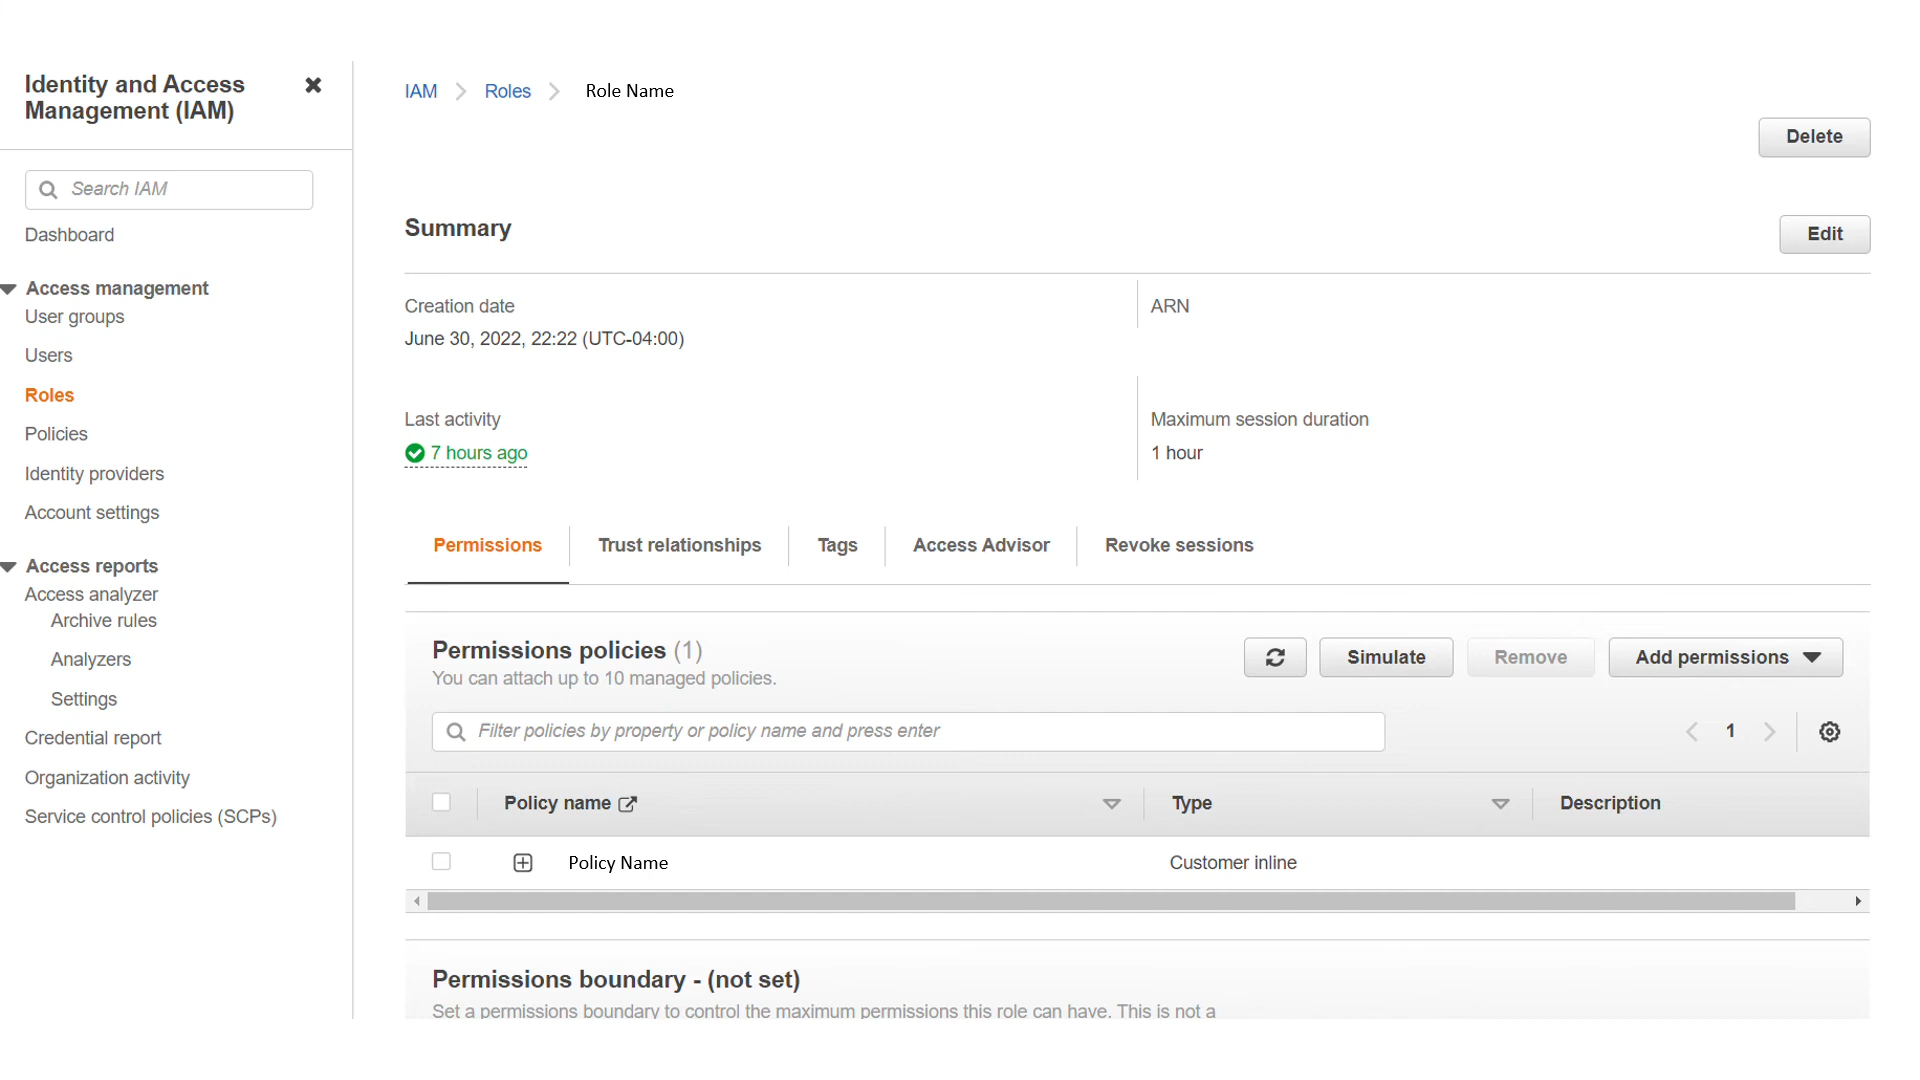 Identity and Access
Management (IAM)
Search IAM
Dashboard
Access management
User groups
Users
Roles
Policies
Identity providers
Account settings
Access reports
Access analyzer
Archive rules
Analyzers
Settings
Credential report
Organization activity
Service control policies (SCPs)
IAM Roles Role Name
Delete
Summary
Edit
Creation date
June 30, 2022, 22:22 (UTC-04:00)
ARN
Last activity
7 hours ago
Maximum session duration
1 hour
Permissions Trust relationships Tags Access Advisor Revoke sessions
Permissions policies (1)
You can attach up to 10 managed policies.
Simulate Remove Add permissions
Filter policies by property or policy name and press enter
1
Policy name Type Description
Policy Name Customer inline
Permissions boundary - (not set)
Set a permissions boundary to control the maximum permissions this role can have. This is not a